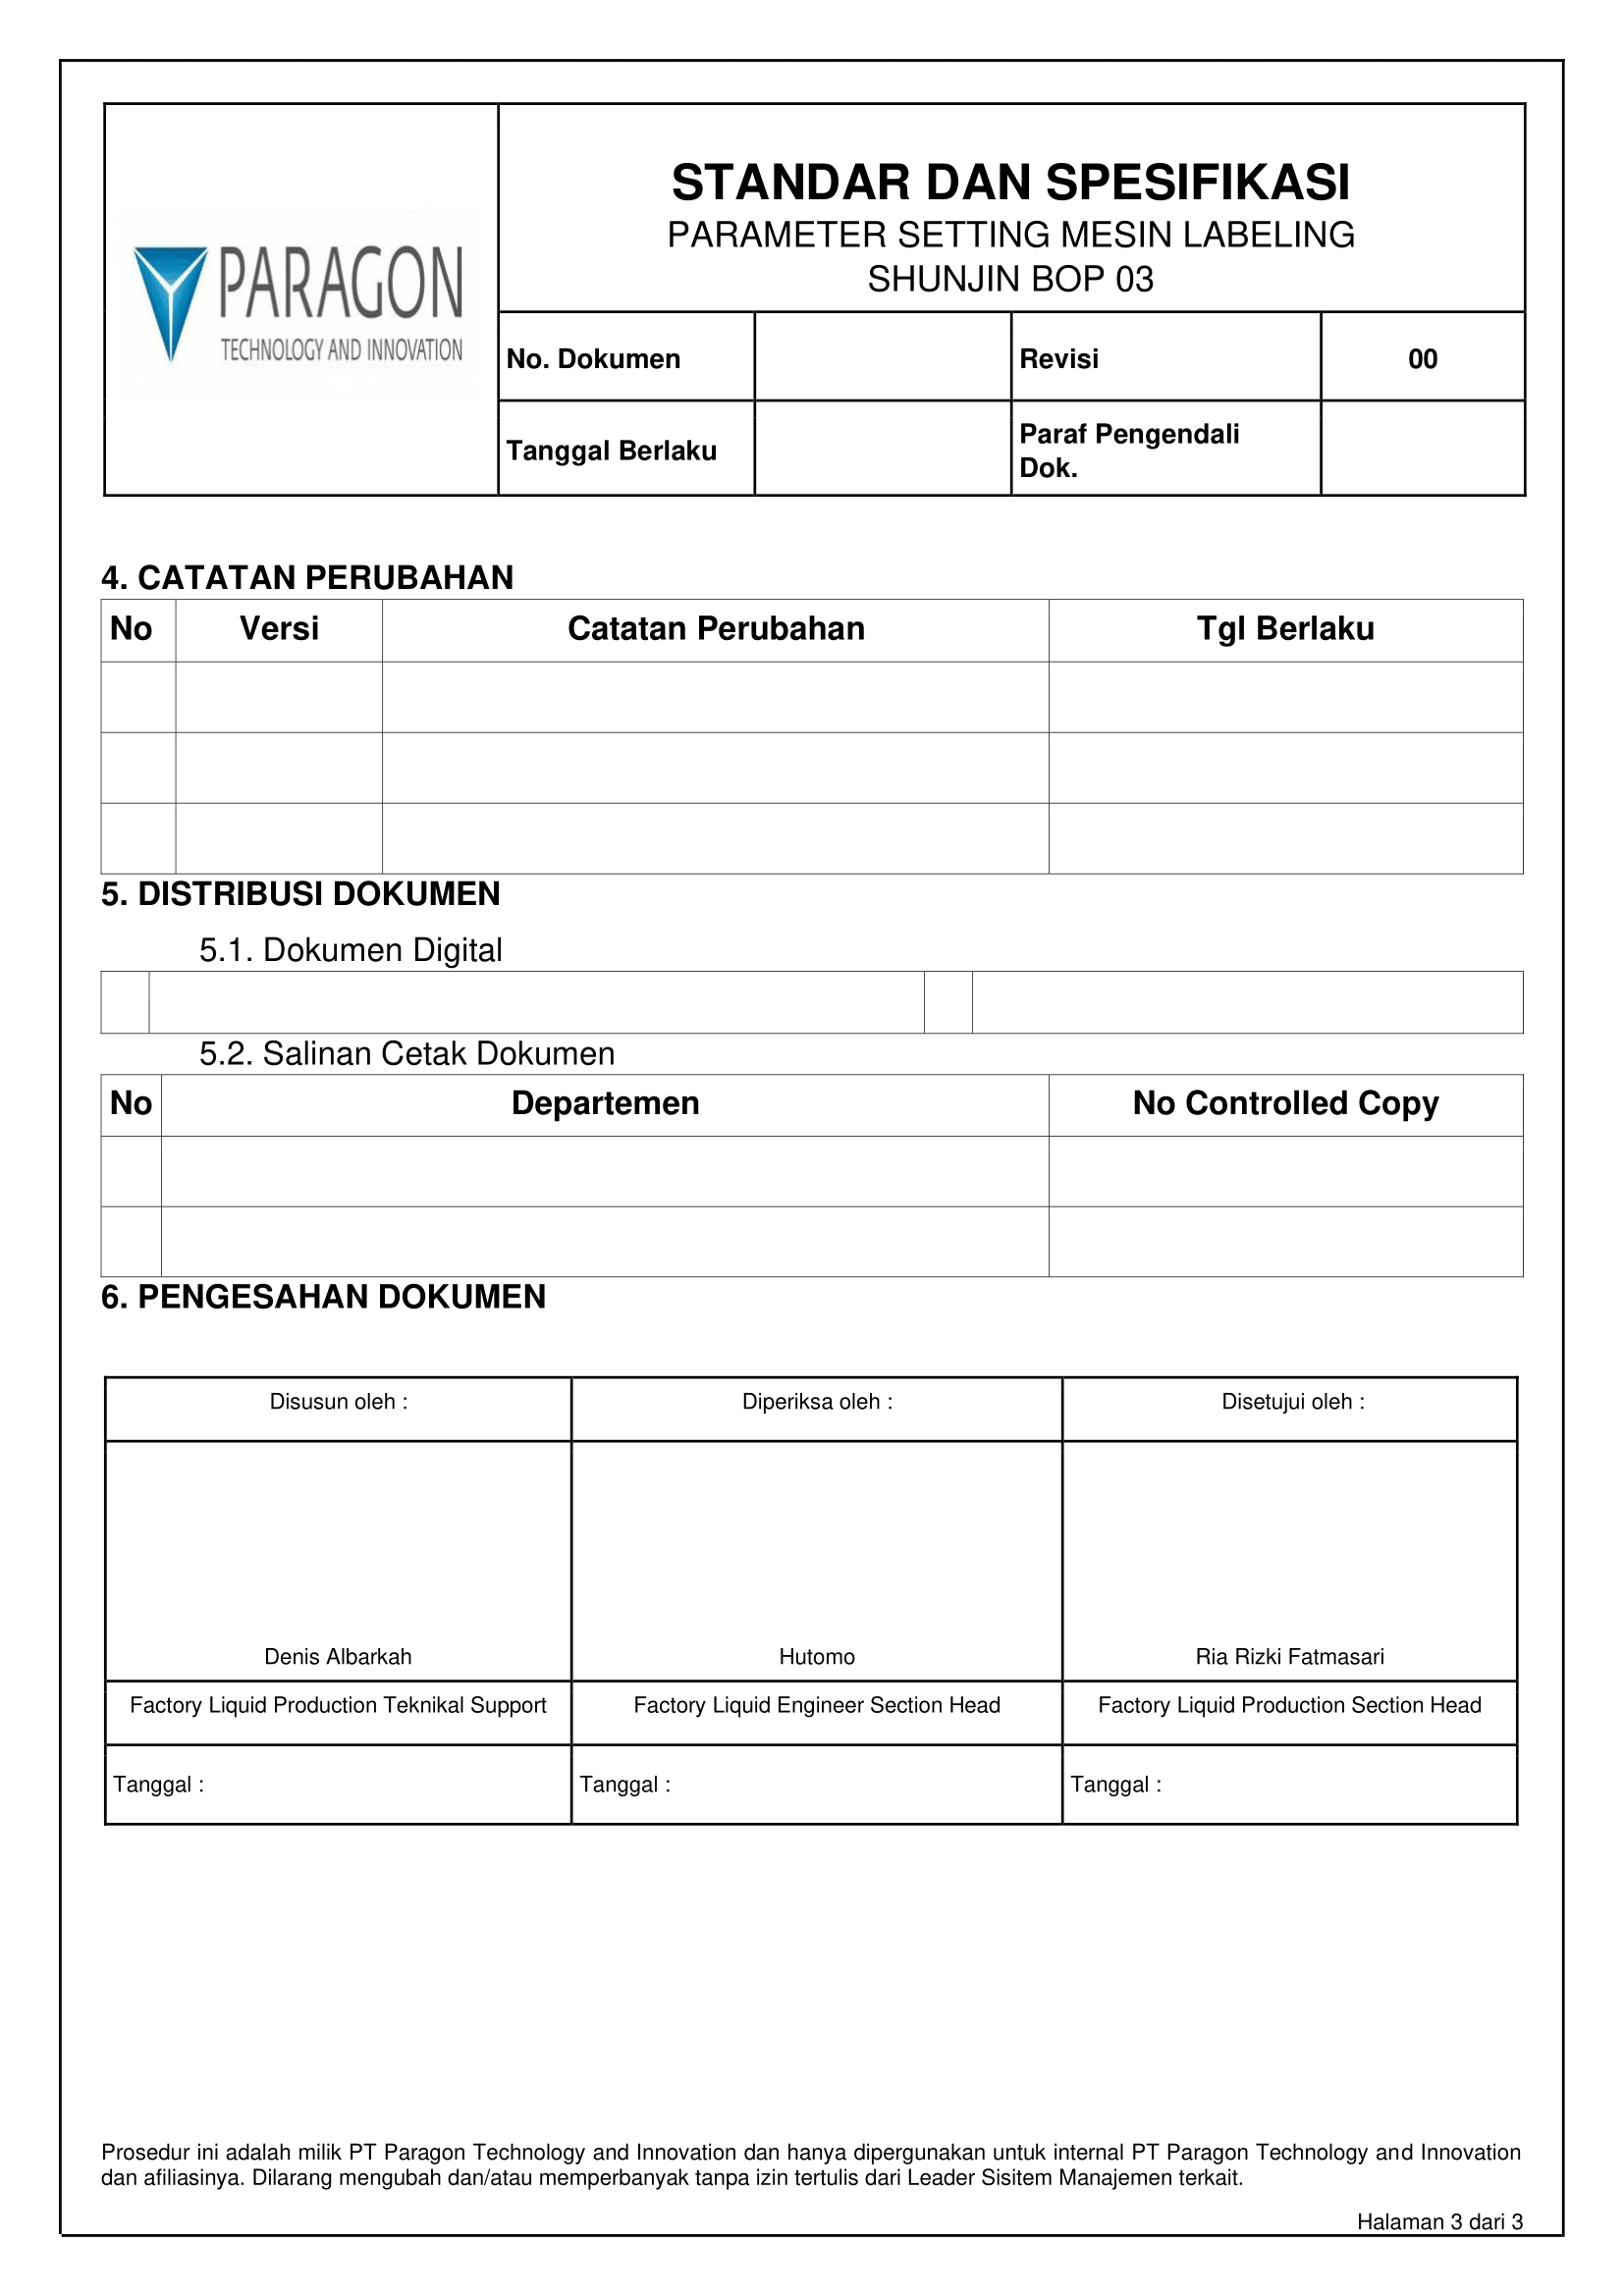 PARAGON
TECHNOLOGY AND INNOVATION
STANDAR DAN SPESIFIKASI
PARAMETER SETTING MESIN LABELING
SHUNJIN BOP 03
No. Dokumen
Revisi
00
Tanggal Berlaku
Paraf Pengendali
Dok.
4. CATATAN PERUBAHAN
No Versi Catatan Perubahan Tgl Berlaku
5. DISTRIBUSI DOKUMEN
5.1. Dokumen Digital
5.2. Salinan Cetak Dokumen
No Departemen No Controlled Copy
6. PENGESAHAN DOKUMEN
Disusun oleh : Diperiksa oleh : Disetujui oleh :
Denis Albarkah Hutomo Ria Rizki Fatmasari
Factory Liquid Production Teknikal Support Factory Liquid Engineer Section Head Factory Liquid Production Section Head
Tanggal : Tanggal : Tanggal :
Prosedur ini adalah milik PT Paragon Technology and Innovation dan hanya dipergunakan untuk internal PT Paragon Technology and Innovation
dan afiliasinya. Dilarang mengubah dan/atau memperbanyak tanpa izin tertulis dari Leader Sisitem Manajemen terkait.
Halaman 3 dari 3